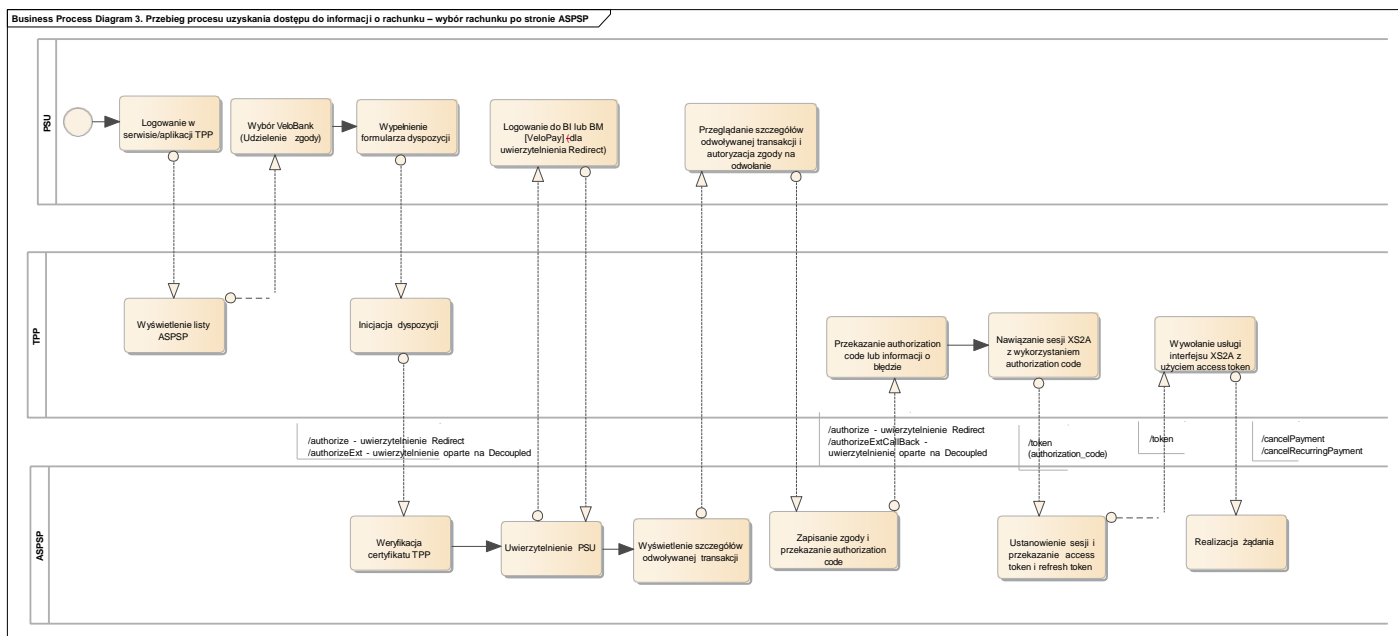 Business Process Diagram 3. Przebieg procesu uzyskania dostępu do informacji o rachunku – wybór rachunku po stronie ASPSP
PSU
Logowanie w
serwisie/aplikacji TPP
Wybór VeloBank
(Udzielenie zgody)
Wypełnienie
formularza dyspozycji
Logowanie do BI lub BM
[VeloPay] (dla
uwierzytelnienia Redirect)
Przeglądanie szczegółów
odwoływanej transakcji i
autoryzacja zgody na
odwołanie
TPP
Wyświetlenie listy
ASPSP
Inicjacja dyspozycji
Przekazanie authorization
code lub informacji o
błędzie
Nawiązanie sesji XS2A
z wykorzystaniem
authorization code
Wywołanie usługi
interfejsu XS2A z
użyciem access token
/authorize - uwierzytelnienie Redirect
/authorizeExt - uwierzytelnienie oparte na Decoupled
/authorize - uwierzytelnienie Redirect
/authorizeExtCallBack -
uwierzytelnienie oparte na Decoupled
/token
(authorization_code)
/token
/cancelPayment
/cancelRecurringPayment
ASPSP
Weryfikacja
certyfikatu TPP
Uwierzytelnienie PSU
Wyświetlenie szczegółów
odwoływanej transakcji
Zapisanie zgody i
przekazanie authorization
code
Ustanowienie sesji i
przekazanie access
token i refresh token
Realizacja żądania